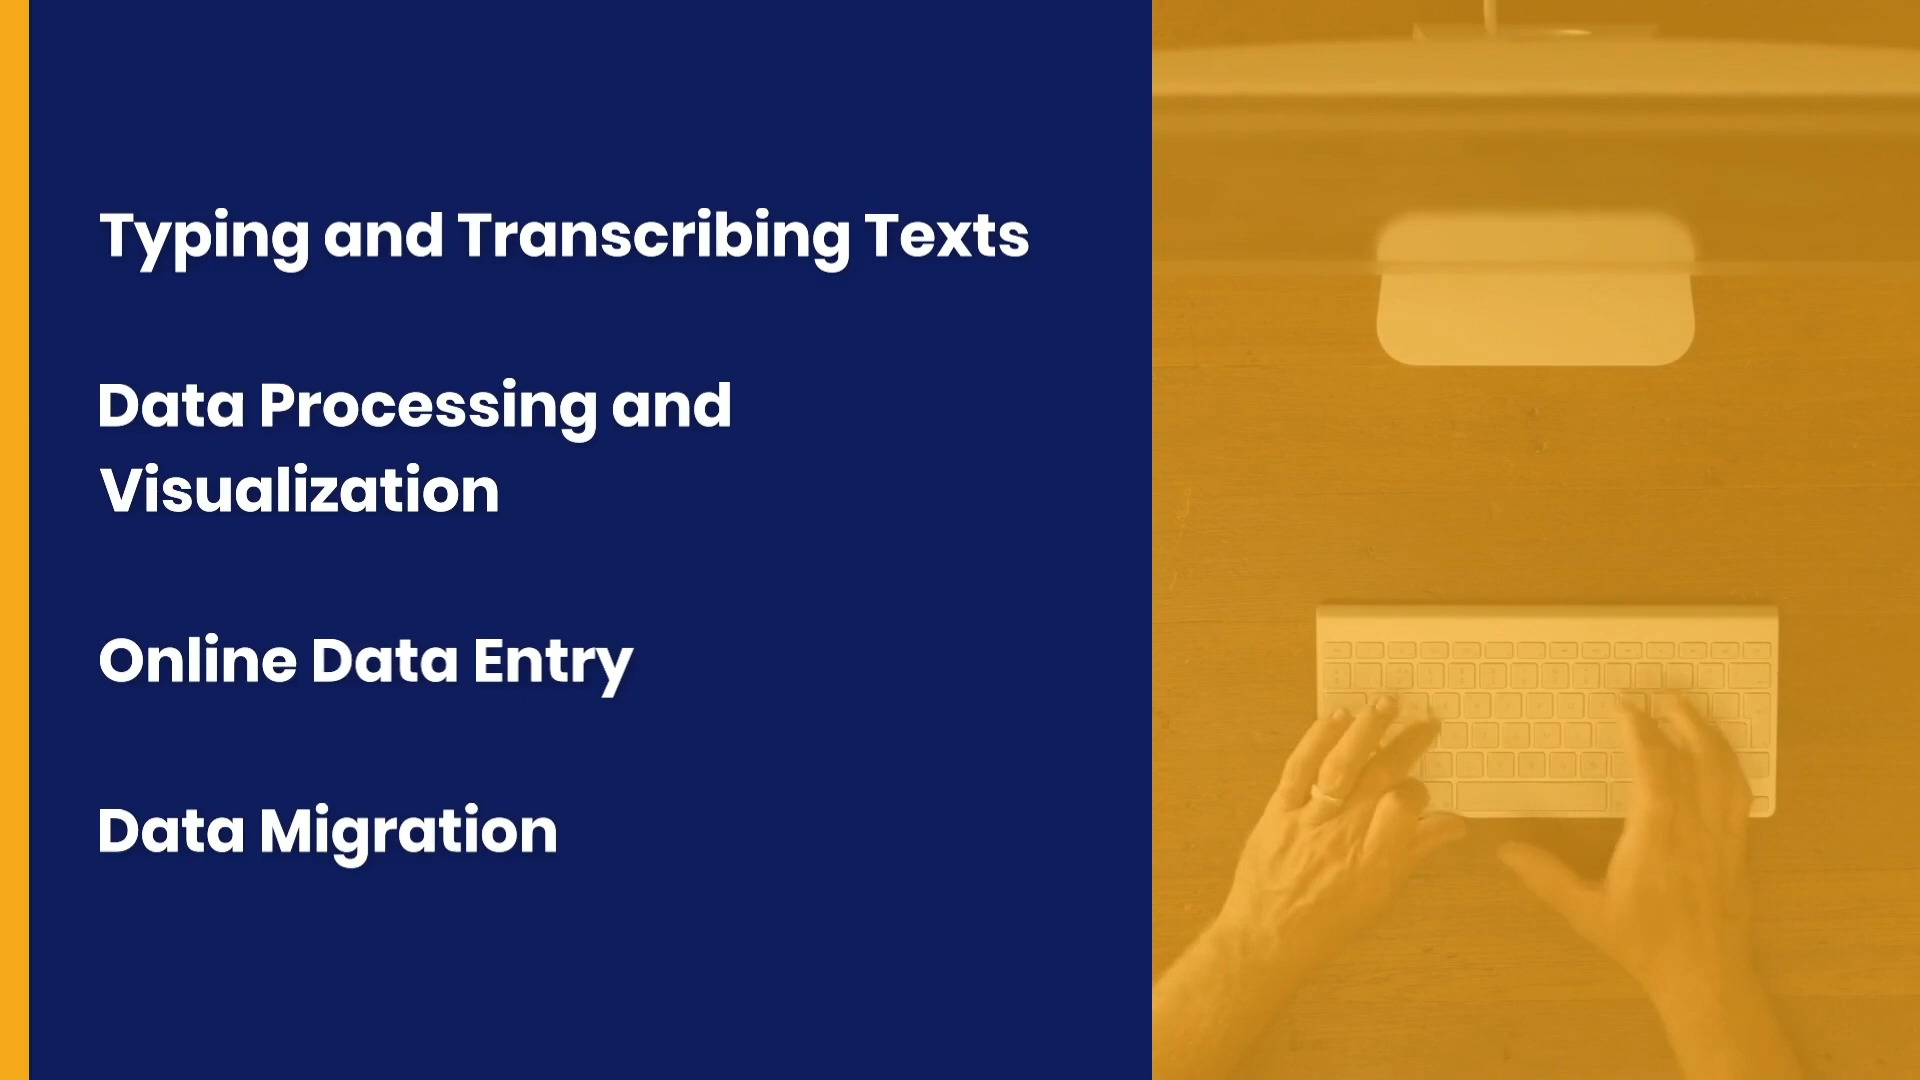 Typing and Transcribing Texts
Data Processing and
Visualization
Online Data Entry
Data Migration